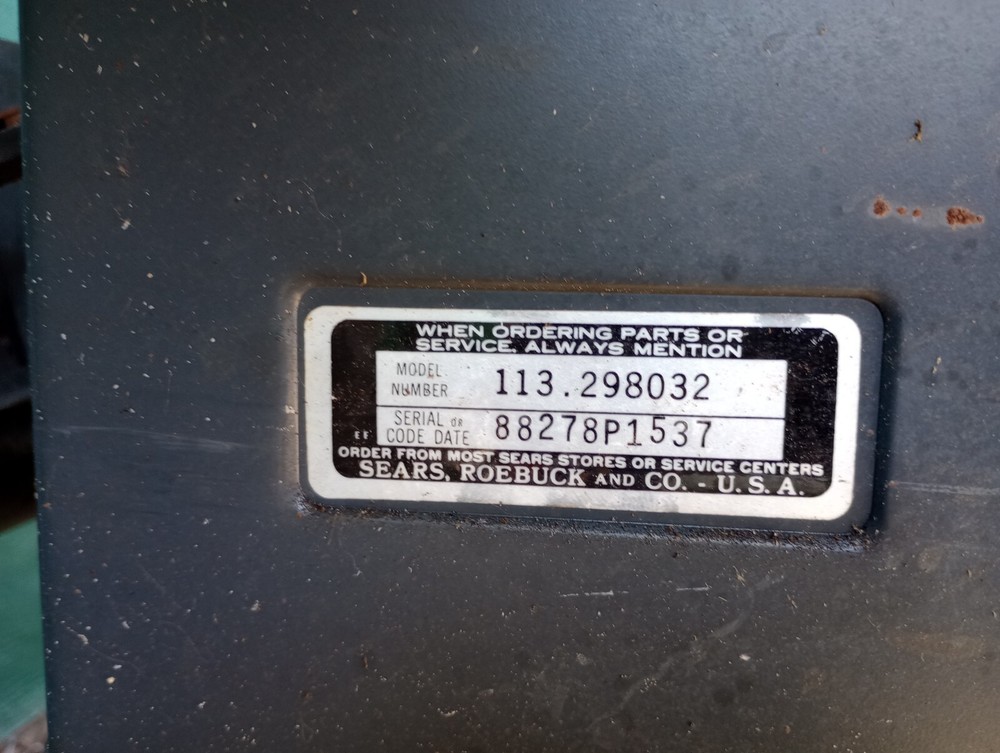 WHEN ORDERING PARTS OR
SERVICE, ALWAYS MENTION
MODEL
NUMBER 113.298032
SERIAL or
EF CODE DATE 88278P1537
ORDER FROM MOST SEARS STORES OR SERVICE CENTERS
SEARS, ROEBUCK AND CO. - U.S.A.